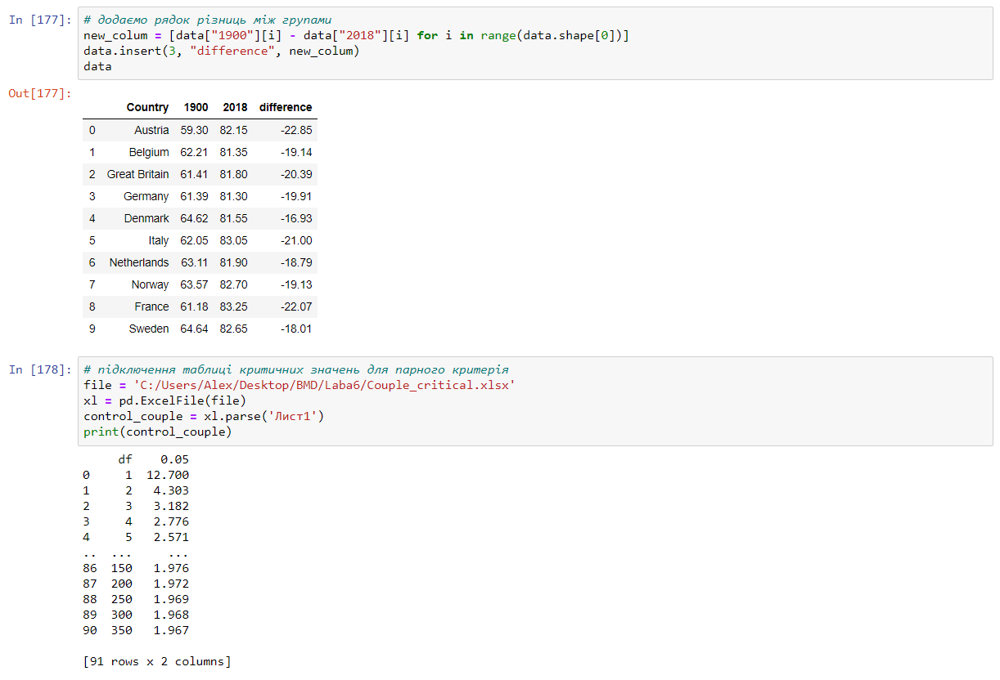 In [177]: # додаємо рядок різниць між групами
new_colum = [data["1900"][i] - data["2018"][i] for i in range(data.shape[0])]
data.insert(3, "difference", new_colum)
data
Out[177]:
Country 1900 2018 difference
0 Austria 59.30 82.15 -22.85
1 Belgium 62.21 81.35 -19.14
2 Great Britain 61.41 81.80 -20.39
3 Germany 61.39 81.30 -19.91
4 Denmark 64.62 81.55 -16.93
5 Italy 62.05 83.05 -21.00
6 Netherlands 63.11 81.90 -18.79
7 Norway 63.57 82.70 -19.13
8 France 61.18 83.25 -22.07
9 Sweden 64.64 82.65 -18.01
In [178]: # підключення таблиці критичних значень для парного критерія
file = 'C:/Users/Alex/Desktop/BMD/Laba6/Couple_critical.xlsx'
xl = pd.ExcelFile(file)
control_couple = xl.parse('Лист1')
print(control_couple)
df 0.05
0 1 12.700
1 2 4.303
2 3 3.182
3 4 2.776
4 5 2.571
.. ... ...
86 150 1.976
87 200 1.972
88 250 1.969
89 300 1.968
90 350 1.967
[91 rows x 2 columns]